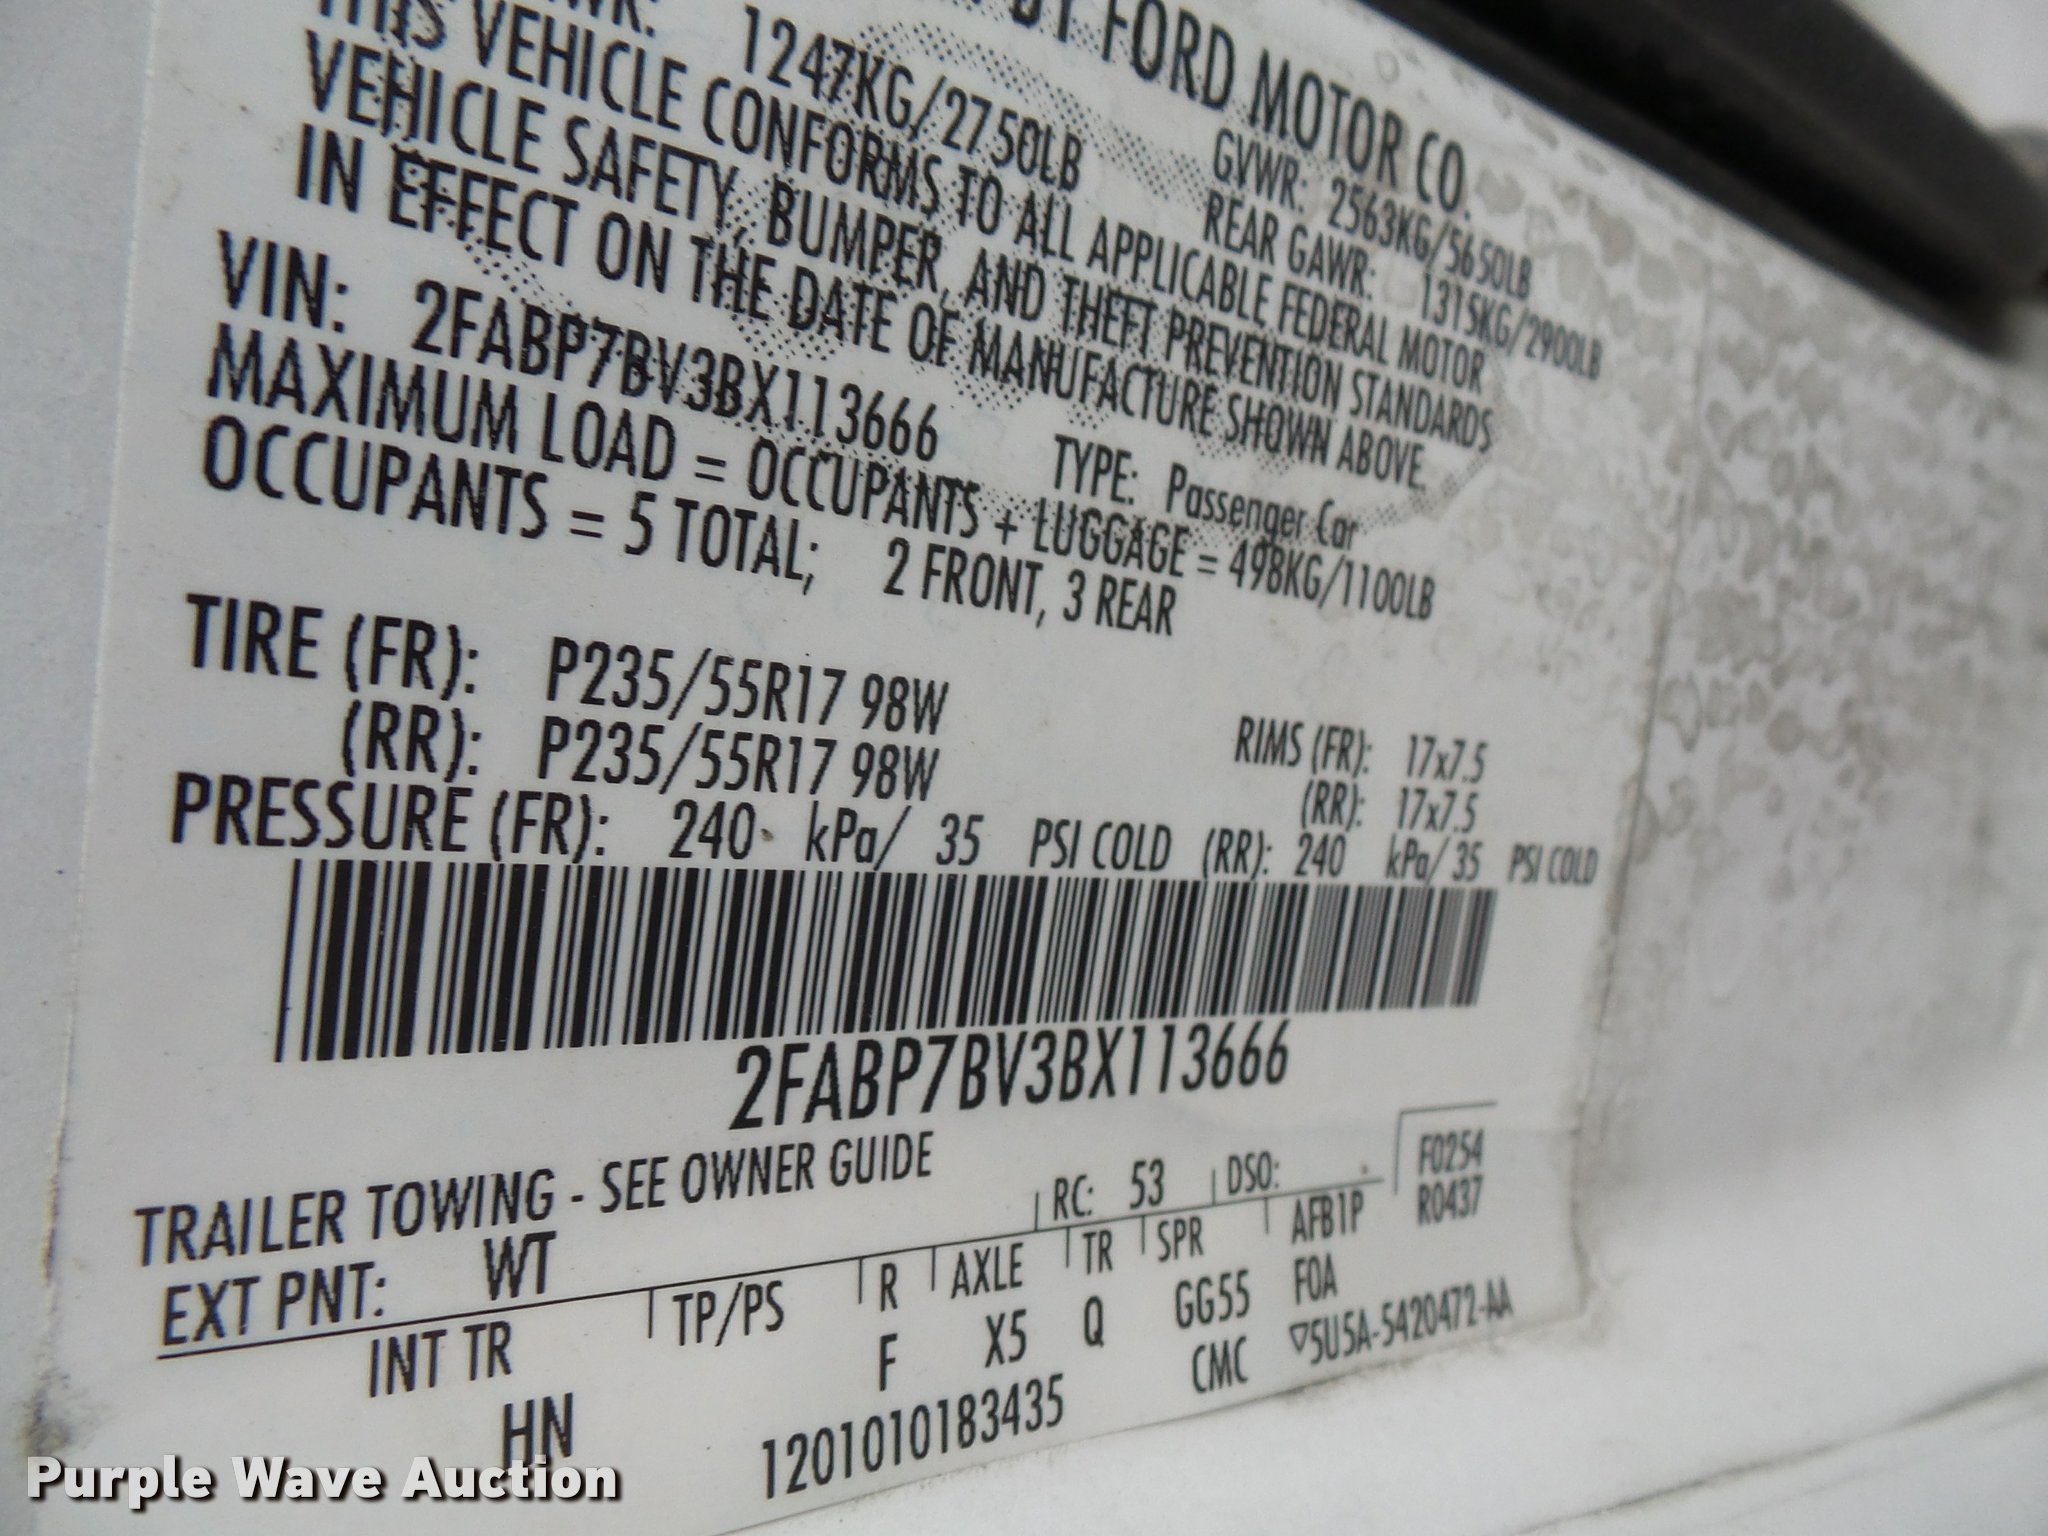 BY FORD MOTOR CO.
1247KG/2750LB
GVWR: 2563KG/5650LB
REAR GAWR: 1315KG/2900LB
THIS VEHICLE CONFORMS TO ALL APPLICABLE FEDERAL MOTOR
VEHICLE SAFETY, BUMPER, AND THEFT PREVENTION STANDARDS
IN EFFECT ON THE DATE OF MANUFACTURE SHOWN ABOVE.
VIN: 2FABP7BV3BX113666 TYPE: Passenger Car
MAXIMUM LOAD = OCCUPANTS + LUGGAGE = 498KG/1100LB
OCCUPANTS = 5 TOTAL; 2 FRONT, 3 REAR
TIRE (FR): P235/55R17 98W RIMS (FR): 17x7.5
(RR): P235/55R17 98W (RR): 17x7.5
PRESSURE (FR): 240 kPa/ 35 PSI COLD (RR): 240 kPa/ 35 PSI COLD
2FABP7BV3BX113666
TRAILER TOWING - SEE OWNER GUIDE
F0254
EXT PNT: WT RC: 53 DSO: R0437
INT TR TP/PS R AXLE TR SPR AFB1P
HN F X5 Q GG55 FOA
1201010183435 CMC ▽5U5A-5420472-AA
Purple Wave Auction